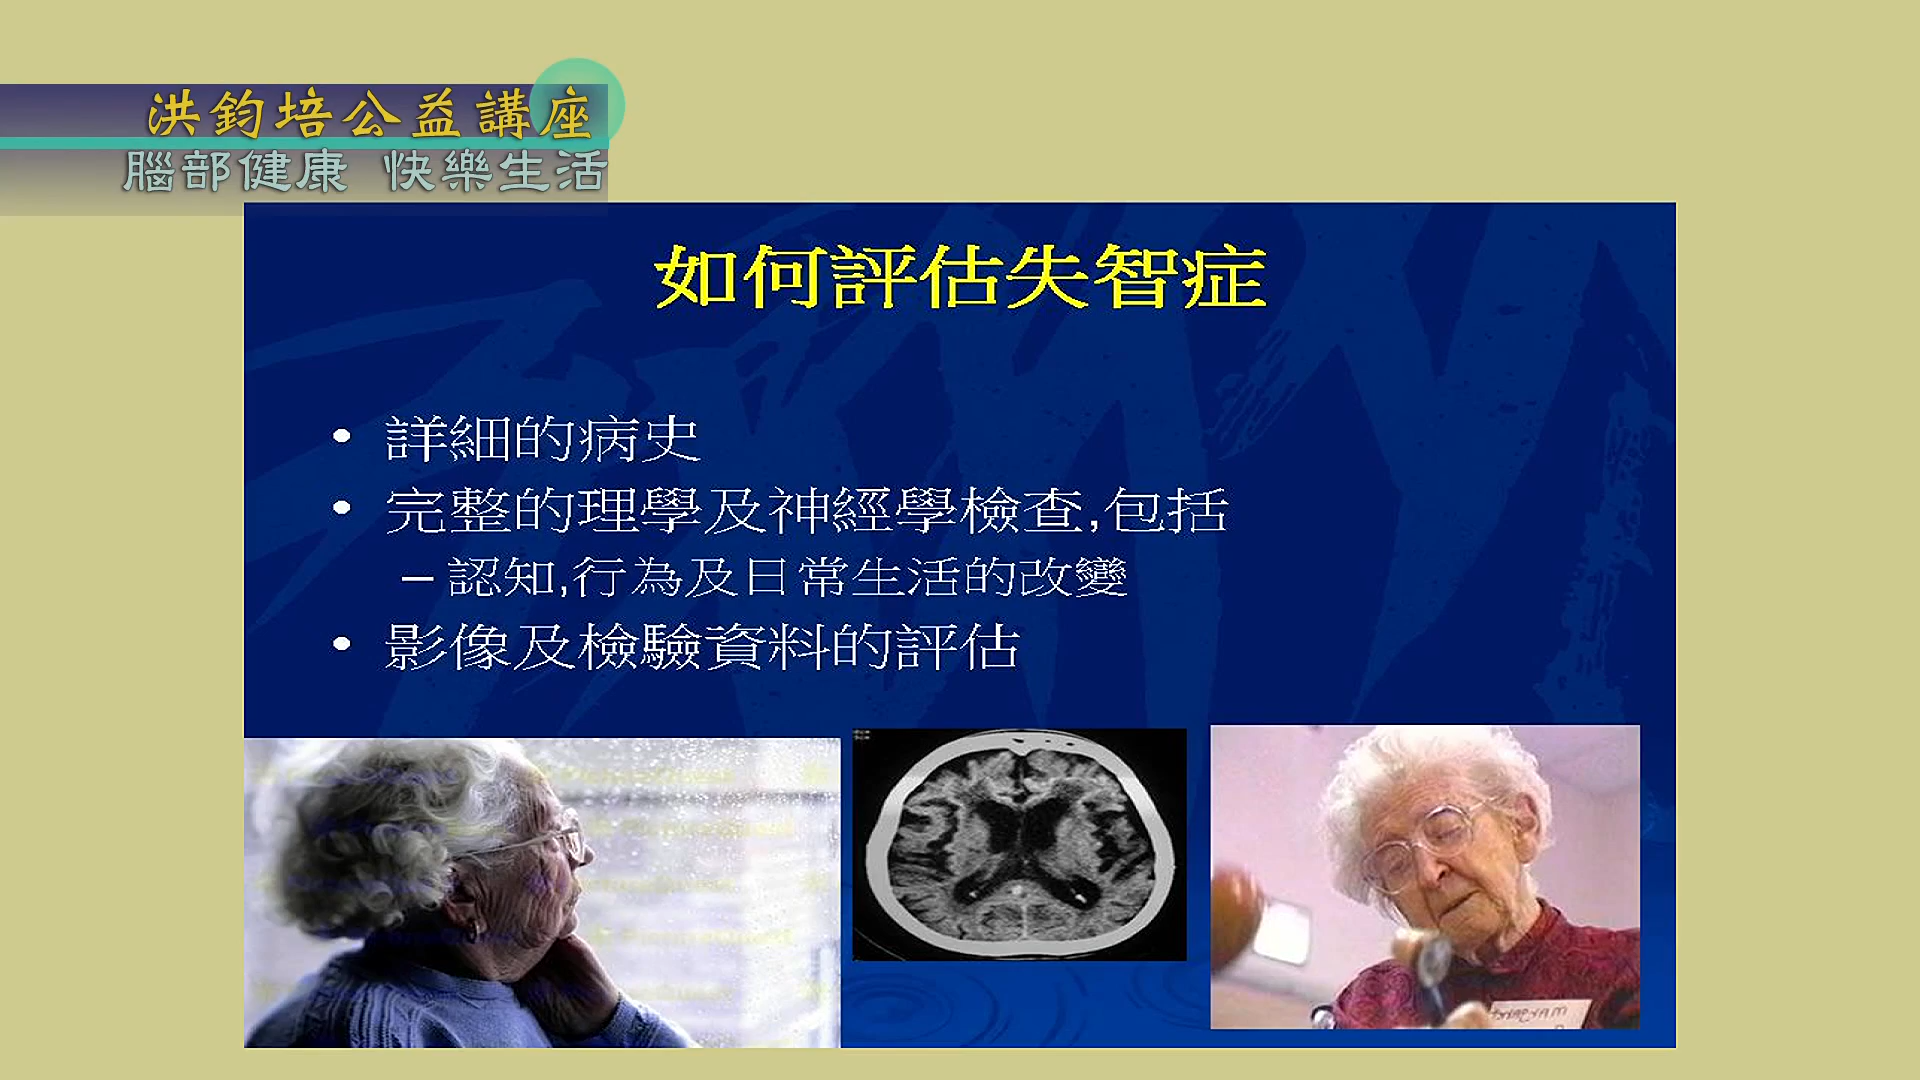 洪鈞培公益講座
腦部健康 快樂生活
如何評估失智症
• 詳細的病史
• 完整的理學及神經學檢查,包括
– 認知,行為及日常生活的改變
• 影像及檢驗資料的評估